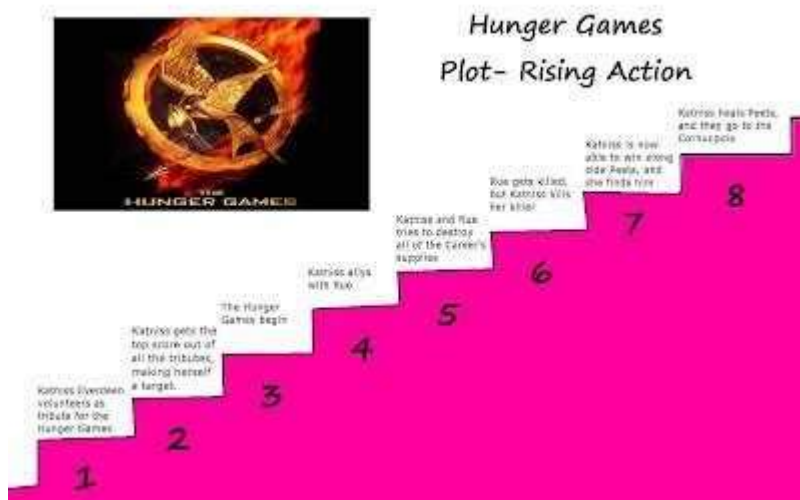 Hunger Games
Plot- Rising Action
THE
HUNGER GAMES
Katniss Everdeen
volunteers as
tribute for the
Hunger Games
1
Katniss gets the
top score out of
all the tributes,
making herself
a target.
2
The Hunger
Games begin
3
Katniss allys
with Rue
4
Katniss and Rue
tries to destroy
all of the Career's
supplies
5
Rue gets killed,
but Katniss kills
her killer
6
Katniss is now
able to win along
side Peeta, and
she finds him
7
Katniss heals Peeta,
and they go to the
Cornucopia
8